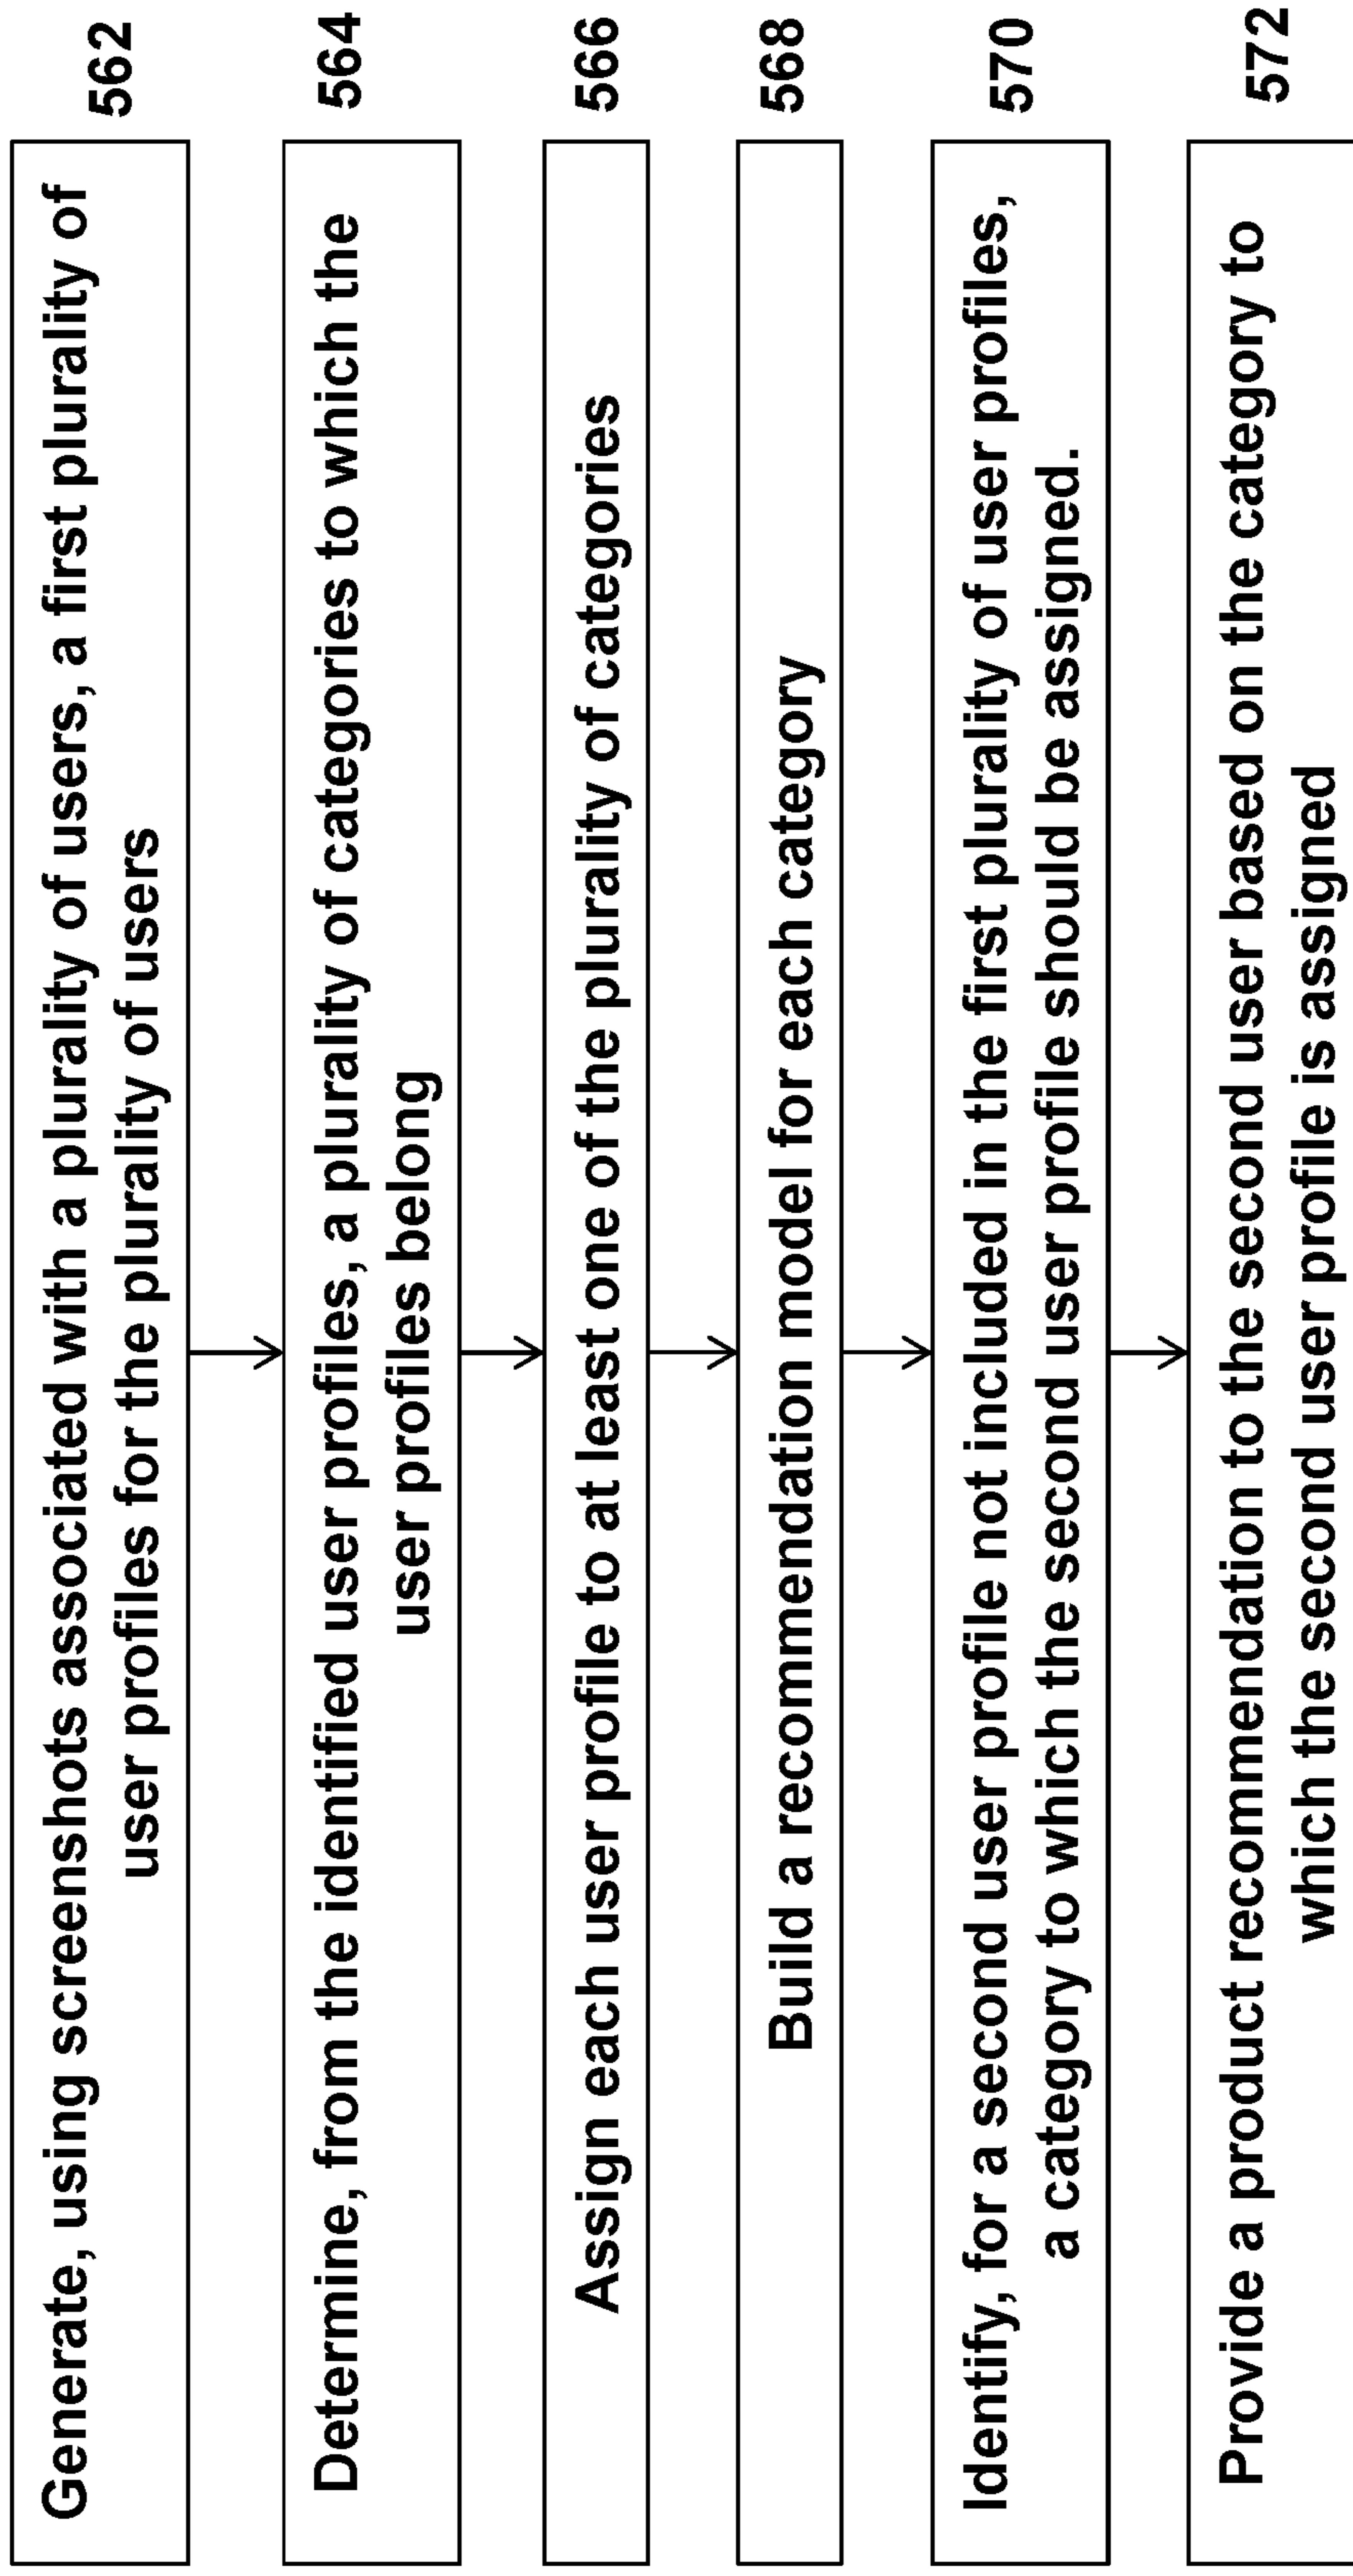 Generate, using screenshots associated with a plurality of users, a first plurality of
user profiles for the plurality of users
562
Determine, from the identified user profiles, a plurality of categories to which the
user profiles belong
564
Assign each user profile to at least one of the plurality of categories
566
Build a recommendation model for each category
568
Identify, for a second user profile not included in the first plurality of user profiles,
a category to which the second user profile should be assigned.
570
Provide a product recommendation to the second user based on the category to
which the second user profile is assigned
572